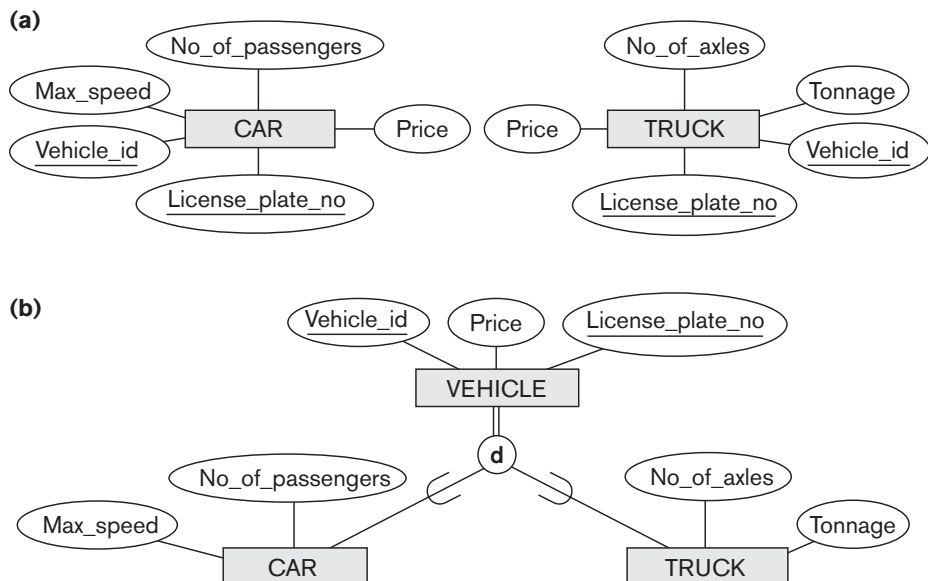 (a)
No_of_passengers
No_of_axles
Max_speed
Tonnage
CAR
Price
Price
TRUCK
Vehicle_id
Vehicle_id
License_plate_no
License_plate_no
(b)
Vehicle_id
Price
License_plate_no
VEHICLE
d
No_of_passengers
No_of_axles
Max_speed
Tonnage
CAR
TRUCK